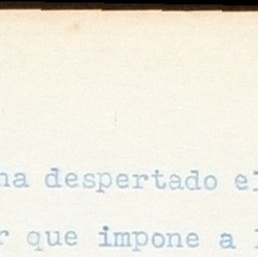 ha despertado el
r que impone a l